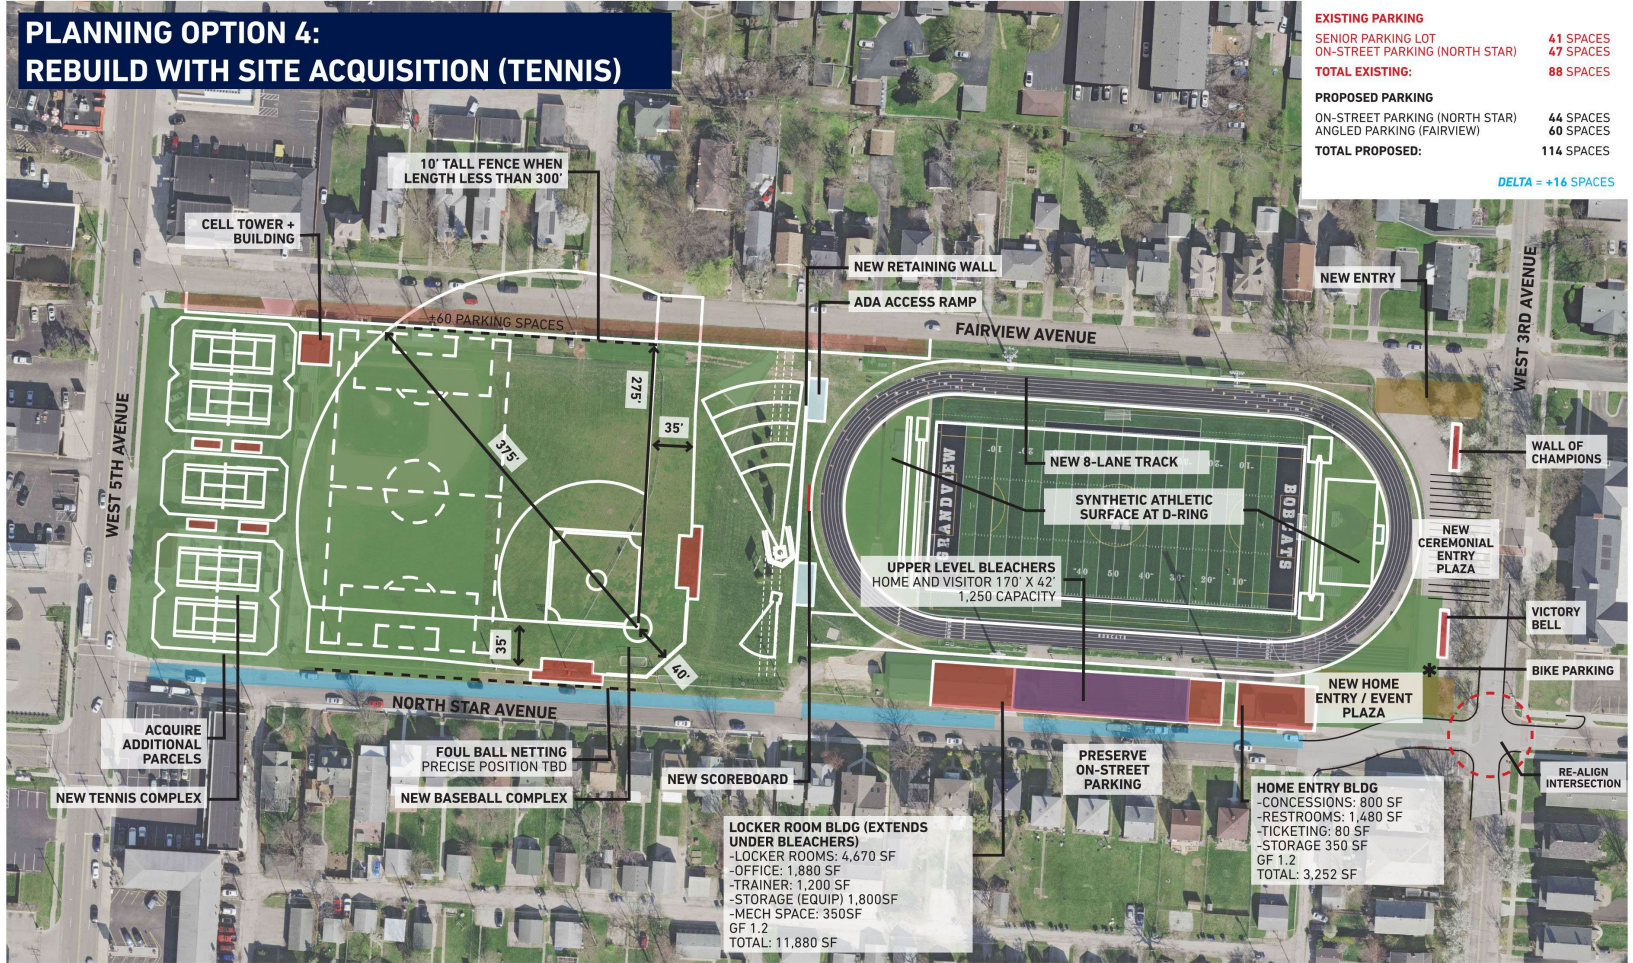 PLANNING OPTION 4:
REBUILD WITH SITE ACQUISITION (TENNIS)
EXISTING PARKING
SENIOR PARKING LOT 41 SPACES
ON-STREET PARKING (NORTH STAR) 47 SPACES
TOTAL EXISTING: 88 SPACES
PROPOSED PARKING
ON-STREET PARKING (NORTH STAR) 44 SPACES
ANGLED PARKING (FAIRVIEW) 60 SPACES
TOTAL PROPOSED: 114 SPACES
DELTA = +16 SPACES
10' TALL FENCE WHEN
LENGTH LESS THAN 300'
CELL TOWER +
BUILDING
NEW RETAINING WALL
ADA ACCESS RAMP
NEW ENTRY
±60 PARKING SPACES
FAIRVIEW AVENUE
WEST 3RD AVENUE
WEST 5TH AVENUE
275'
35'
375'
35'
40'
NEW 8-LANE TRACK
SYNTHETIC ATHLETIC
SURFACE AT D-RING
GRANDVIEW
BOBCATS
UPPER LEVEL BLEACHERS
HOME AND VISITOR 170' X 42'
1,250 CAPACITY
40 50 40 30 20 10
BOBCATS
WALL OF
CHAMPIONS
NEW
CEREMONIAL
ENTRY
PLAZA
VICTORY
BELL
BIKE PARKING
*
NEW HOME
ENTRY / EVENT
PLAZA
NORTH STAR AVENUE
ACQUIRE
ADDITIONAL
PARCELS
NEW TENNIS COMPLEX
FOUL BALL NETTING
PRECISE POSITION TBD
NEW BASEBALL COMPLEX
NEW SCOREBOARD
PRESERVE
ON-STREET
PARKING
RE-ALIGN
INTERSECTION
LOCKER ROOM BLDG (EXTENDS
UNDER BLEACHERS)
-LOCKER ROOMS: 4,670 SF
-OFFICE: 1,880 SF
-TRAINER: 1,200 SF
-STORAGE (EQUIP) 1,800SF
-MECH SPACE: 350SF
GF 1.2
TOTAL: 11,880 SF
HOME ENTRY BLDG
-CONCESSIONS: 800 SF
-RESTROOMS: 1,480 SF
-TICKETING: 80 SF
-STORAGE 350 SF
GF 1.2
TOTAL: 3,252 SF